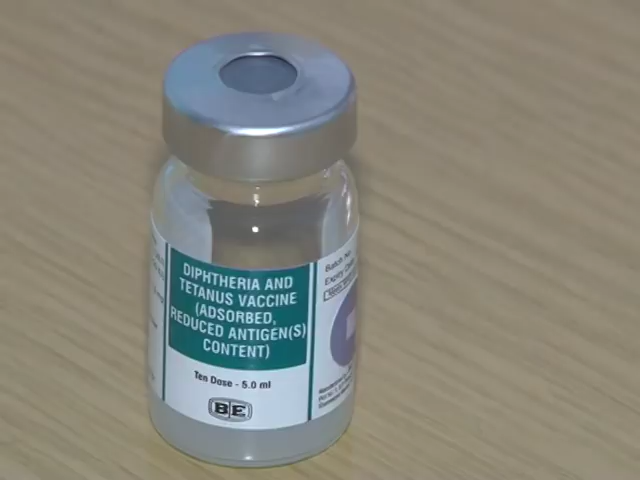 DIPHTHERIA AND
TETANUS VACCINE
(ADSORBED,
REDUCED ANTIGEN(S)
CONTENT)
Ten Dose - 5.0 ml
BE
Batch No
Expiry Date